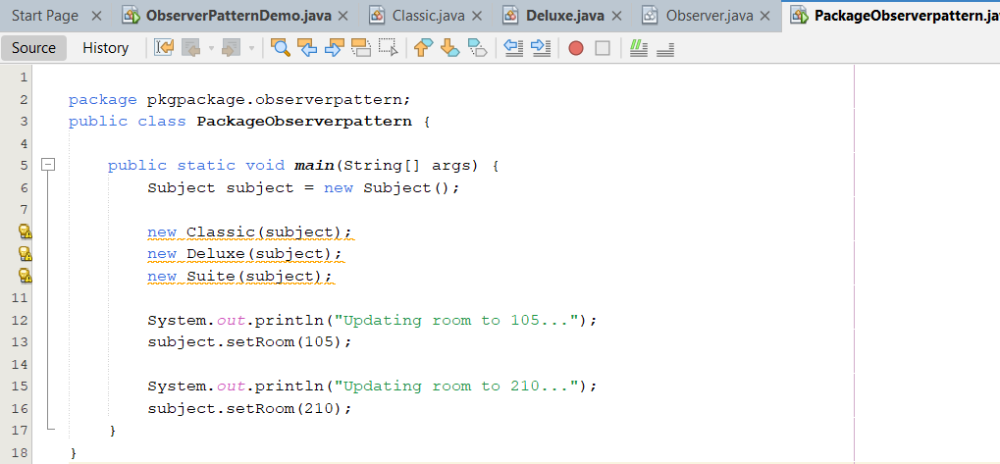 Start Page ObserverPatternDemo.java Classic.java Deluxe.java Observer.java PackageObserverpattern.ja
Source History
1
2 package pkgpackage.observerpattern;
3 public class PackageObserverpattern {
4
5 public static void main(String[] args) {
6 Subject subject = new Subject();
7
new Classic(subject);
new Deluxe(subject);
new Suite(subject);
11
12 System.out.println("Updating room to 105...");
13 subject.setRoom(105);
14
15 System.out.println("Updating room to 210...");
16 subject.setRoom(210);
17 }
18 }